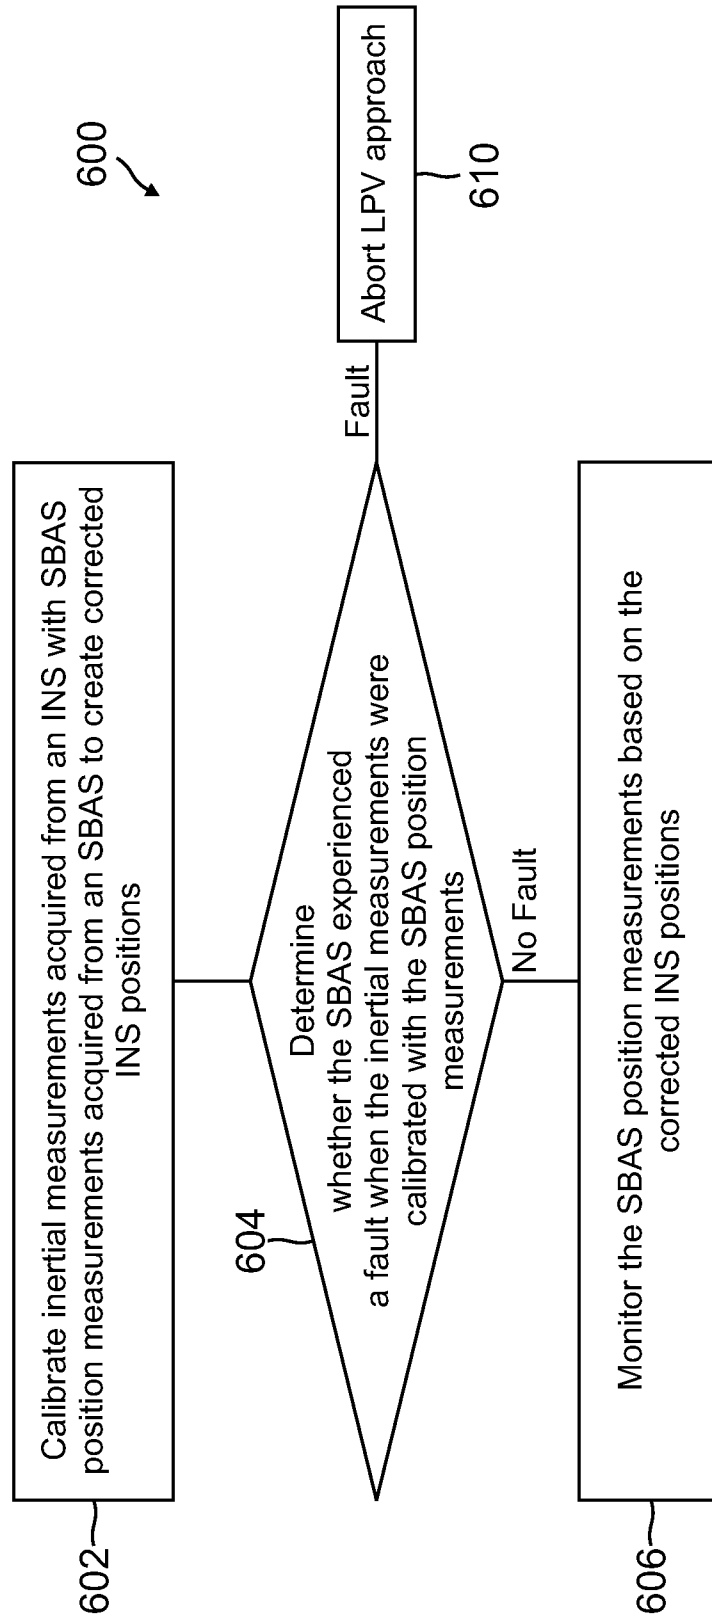 600
602
Calibrate inertial measurements acquired from an INS with SBAS
position measurements acquired from an SBAS to create corrected
INS positions
604
Determine
whether the SBAS experienced
a fault when the inertial measurements were
calibrated with the SBAS position
measurements
Fault
Abort LPV approach
610
No Fault
606
Monitor the SBAS position measurements based on the
corrected INS positions